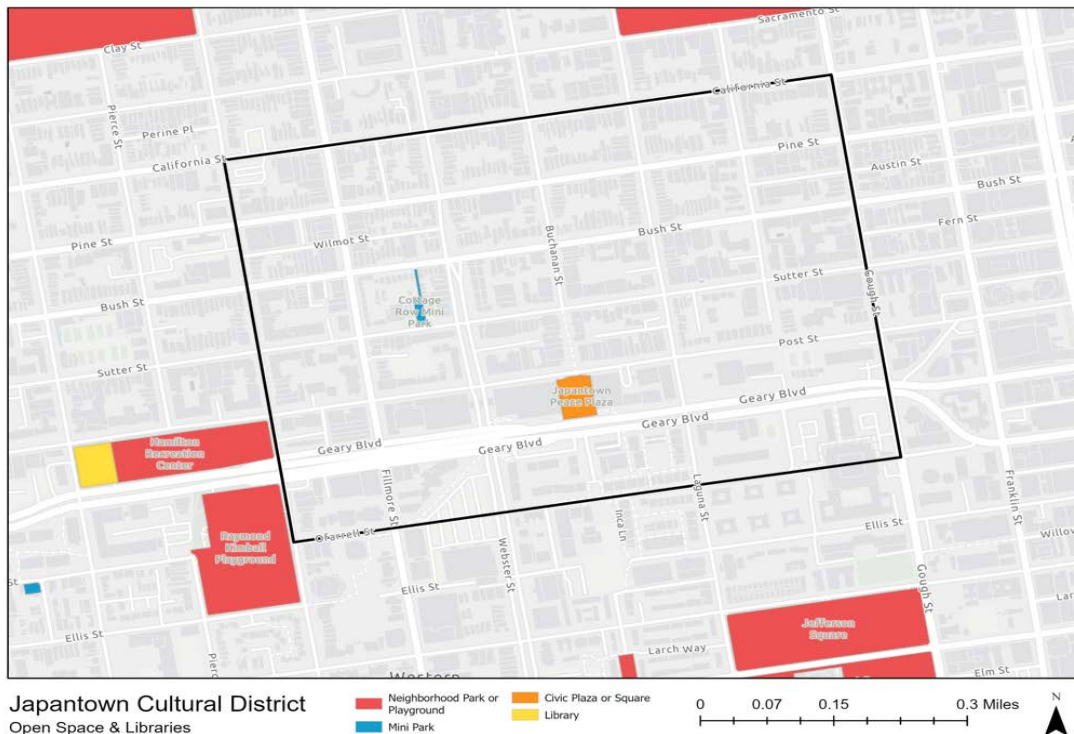 Sacramento St
Clay St
California St
Pierce St
Perine Pl
California St
Pine St
Austin St
Bush St
Fern St
Wilmot St
Buchanan St
Bush St
Pine St
Sutter St
Gough St
Cottage
Row Mini
Park
Bush St
Post St
Sutter St
Japantown
Peace Plaza
Geary Blvd
Geary Blvd
Geary Blvd
Geary Blvd
Hamilton
Recreation
Center
Fillmore St
Laguna St
Franklin St
Inca Ln
Ofarrell St
Webster St
Ellis St
Raymond
Kimball
Playground
St
Ellis St
Gough St
Ellis St
Jefferson
Square
Larch Way
Elm St
Western
Japantown Cultural District
Open Space & Libraries
Neighborhood Park or
Playground
Mini Park
Civic Plaza or Square
Library
0 0.07 0.15 0.3 Miles
N